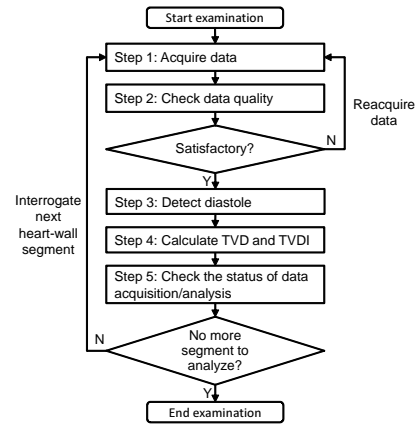 Start examination
Step 1: Acquire data
Step 2: Check data quality
Reacquire
data
Satisfactory?
N
Y
Interrogate
next
heart-wall
segment
Step 3: Detect diastole
Step 4: Calculate TVD and TVDI
Step 5: Check the status of data
acquisition/analysis
N
No more
segment to
analyze?
Y
End examination